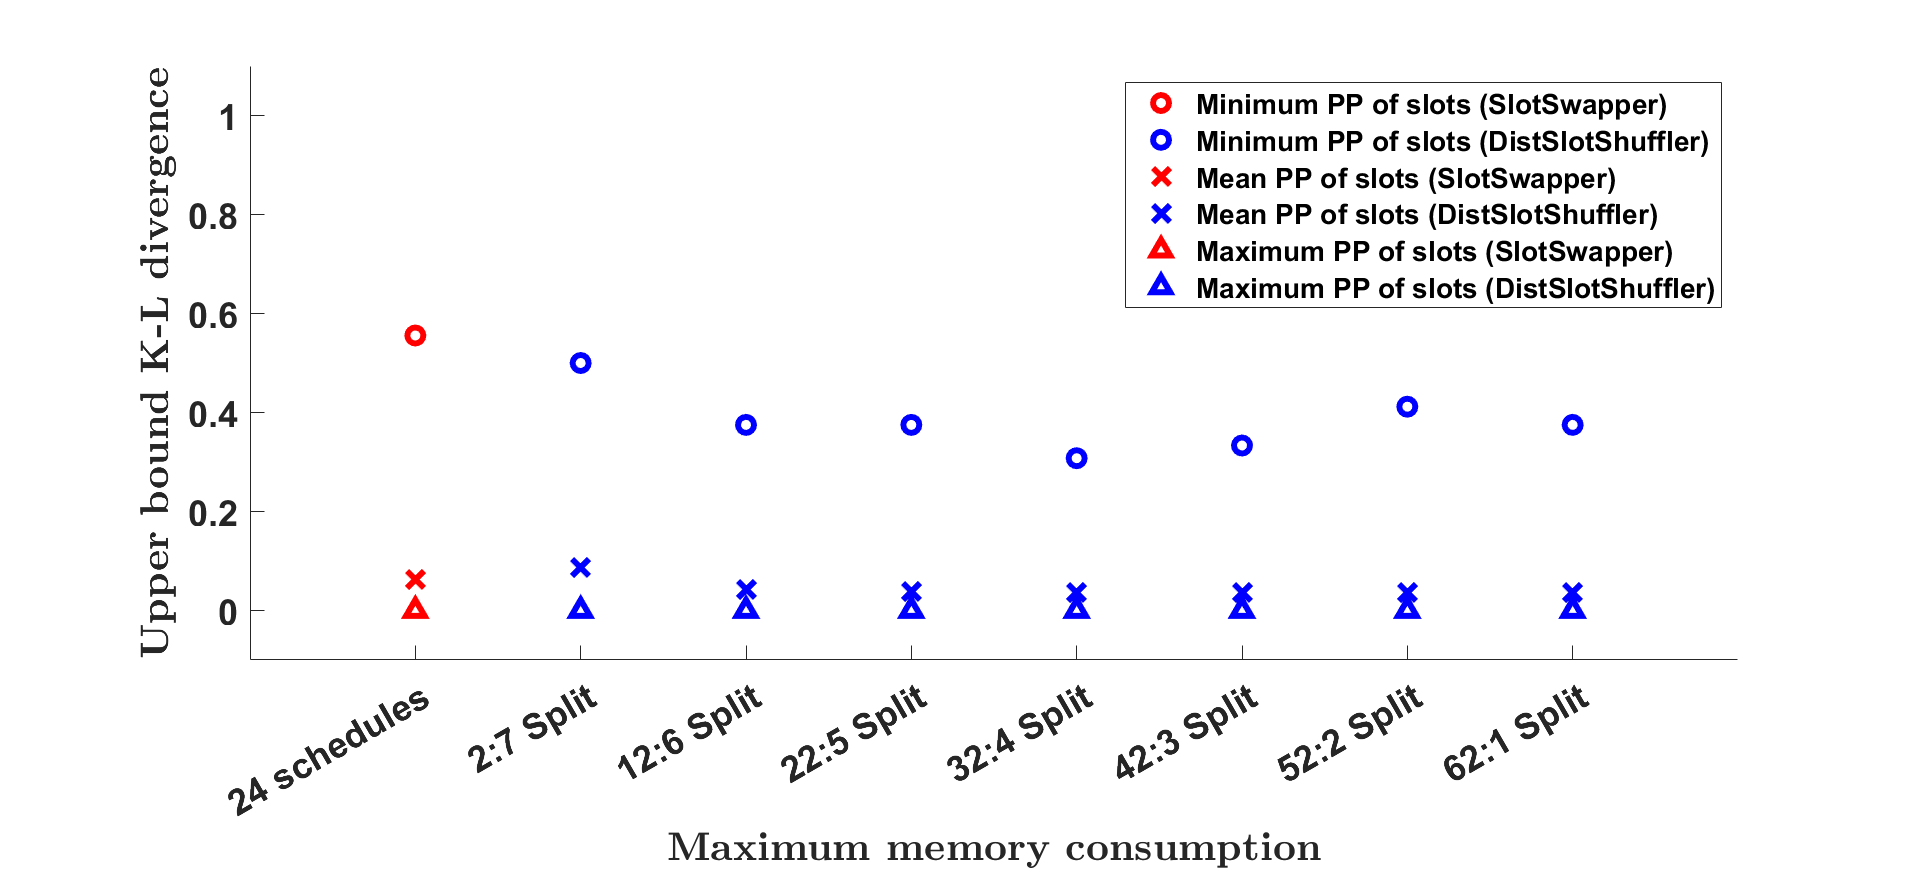 Upper bound K-L divergence
1
0.8
0.6
0.4
0.2
0
Minimum PP of slots (SlotSwapper)
Minimum PP of slots (DistSlotShuffler)
Mean PP of slots (SlotSwapper)
Mean PP of slots (DistSlotShuffler)
Maximum PP of slots (SlotSwapper)
Maximum PP of slots (DistSlotShuffler)
24 schedules
2:7 Split
12:6 Split
22:5 Split
32:4 Split
42:3 Split
52:2 Split
62:1 Split
Maximum memory consumption